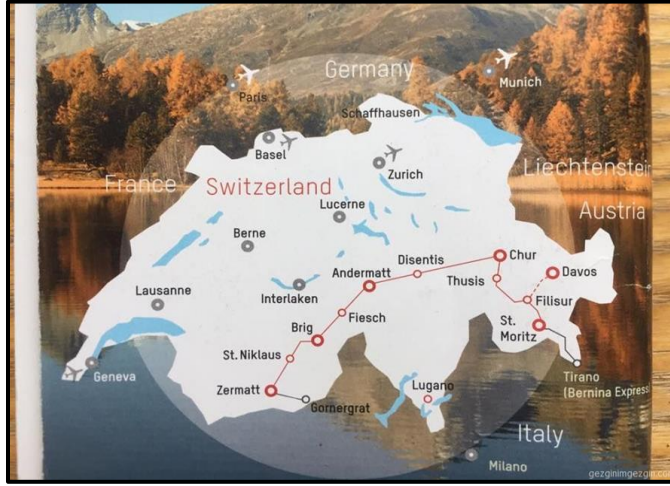 Germany
Paris
Munich
Schaffhausen
Basel
Zurich
Liechtenstein
France
Switzerland
Austria
Lucerne
Berne
Disentis
Chur
Andermatt
Davos
Thusis
Lausanne
Interlaken
Filisur
Fiesch
St.
Moritz
Brig
St. Niklaus
Geneva
Tirano
(Bernina Express
Zermatt
Lugano
Gornergrat
Italy
Milano
gezginimgezgin.co